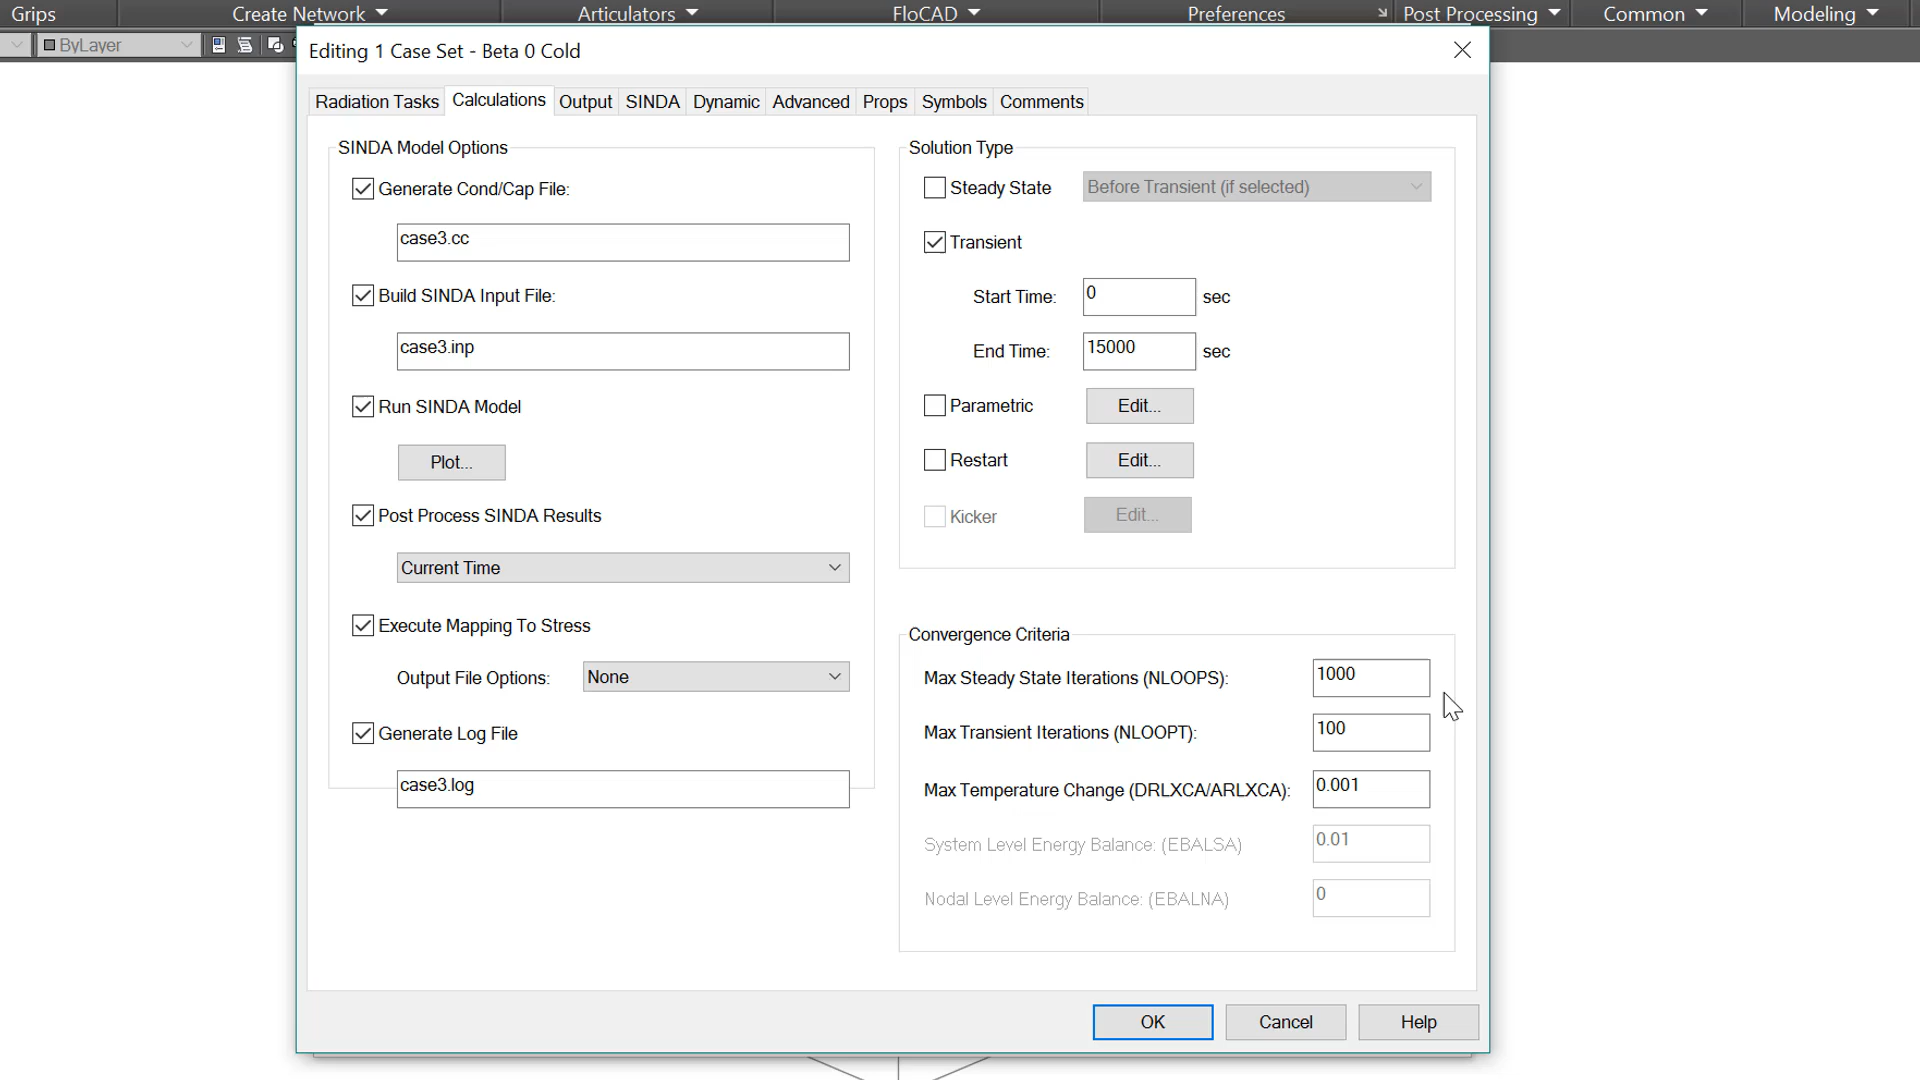 Grips Create Network Articulators FloCAD Preferences Post Processing Common Modeling
ByLayer
Editing 1 Case Set - Beta 0 Cold
Radiation Tasks Calculations Output SINDA Dynamic Advanced Props Symbols Comments
SINDA Model Options
Generate Cond/Cap File:
case3.cc
Build SINDA Input File:
case3.inp
Run SINDA Model
Plot...
Post Process SINDA Results
Current Time
Execute Mapping To Stress
Output File Options: None
Generate Log File
case3.log
Solution Type
Steady State Before Transient (if selected)
Transient
Start Time: 0 sec
End Time: 15000 sec
Parametric Edit...
Restart Edit...
Kicker Edit...
Convergence Criteria
Max Steady State Iterations (NLOOPS): 1000
Max Transient Iterations (NLOOPT): 100
Max Temperature Change (DRLXCA/ARLXCA): 0.001
System Level Energy Balance: (EBALSA) 0.01
Nodal Level Energy Balance: (EBALNA) 0
OK Cancel Help